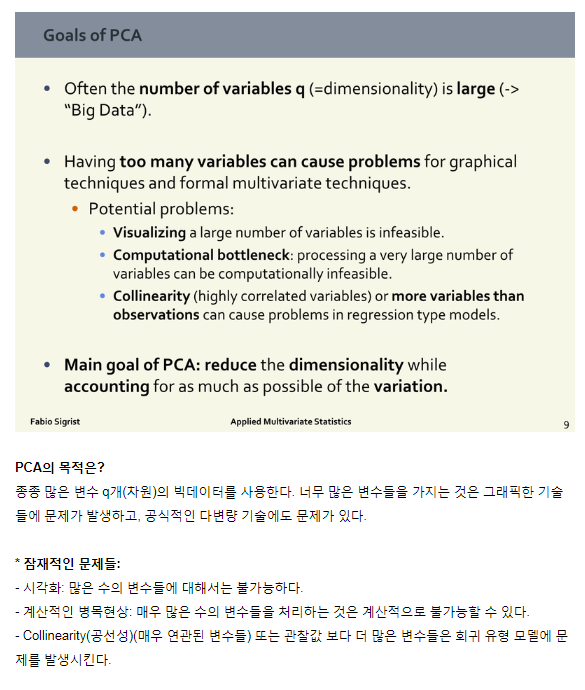 Goals of PCA
• Often the number of variables q (=dimensionality) is large (->
“Big Data”).
• Having too many variables can cause problems for graphical
techniques and formal multivariate techniques.
• Potential problems:
• Visualizing a large number of variables is infeasible.
• Computational bottleneck: processing a very large number of
variables can be computationally infeasible.
• Collinearity (highly correlated variables) or more variables than
observations can cause problems in regression type models.
• Main goal of PCA: reduce the dimensionality while
accounting for as much as possible of the variation.
Fabio Sigrist Applied Multivariate Statistics 9
PCA의 목적은?
종종 많은 변수 q개(차원)의 빅데이터를 사용한다. 너무 많은 변수들을 가지는 것은 그래픽한 기술
들에 문제가 발생하고, 공식적인 다변량 기술에도 문제가 있다.
* 잠재적인 문제들:
- 시각화: 많은 수의 변수들에 대해서는 불가능하다.
- 계산적인 병목현상: 매우 많은 수의 변수들을 처리하는 것은 계산적으로 불가능할 수 있다.
- Collinearity(공선성)(매우 연관된 변수들) 또는 관찰값 보다 더 많은 변수들은 회귀 유형 모델에 문
제를 발생시킨다.